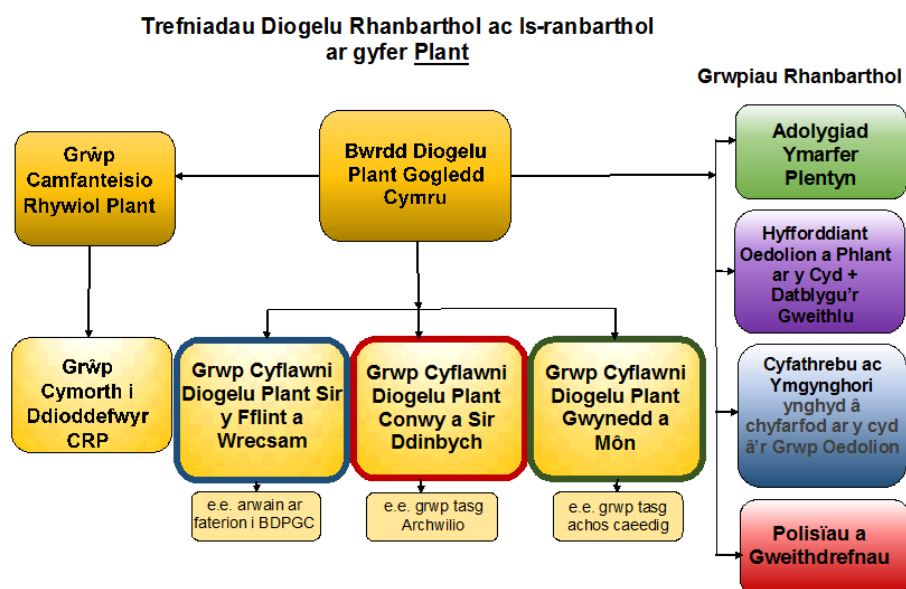 Trefniadau Diogelu Rhanbarthol ac Is-ranbarthol
ar gyfer Plant
Grwpiau Rhanbarthol
Grŵp
Camfanteisio
Rhywiol Plant
Bwrdd Diogelu
Plant Gogledd
Cymru
Adolygiad
Ymarfer
Plentyn
Hyfforddiant
Oedolion a Phlant
ar y Cyd +
Datblygu'r
Gweithlu
Grŵp
Cymorth i
Ddioddefwyr
CRP
Grwp Cyflawni
Diogelu Plant Sir
y Fflint a
Wrecsam
Grwp Cyflawni
Diogelu Plant
Conwy a Sir
Ddinbych
Grwp Cyflawni
Diogelu Plant
Gwynedd a
Môn
Cyfathrebu ac
Ymgynghori
ynghyd â
chyfarfod ar y cyd
â'r Grwp Oedolion
e.e. arwain ar
faterion i BDPGC
e.e. grwp tasg
Archwilio
e.e. grwp tasg
achos caeedig
Polisïau a
Gweithdrefnau